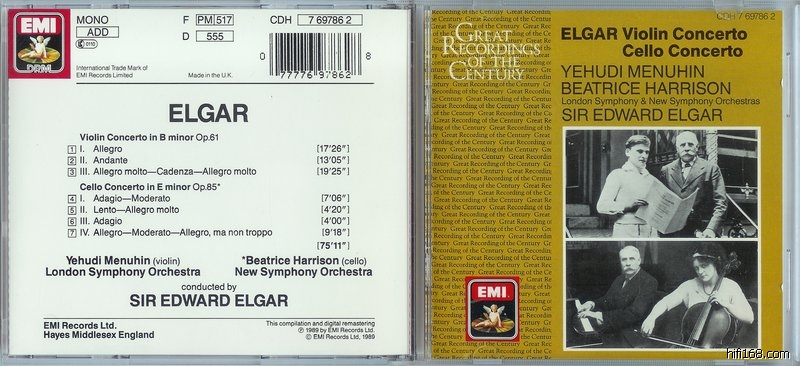 EMI
DRM
MONO
ADD
0110
F PM 517
D 555
CDH 7 69786 2
0 77776 97862 8
International Trade Mark of
EMI Records Limited
Made in the U.K.
ELGAR
Violin Concerto in B minor Op.61
1 I. Allegro [17'26"]
2 II. Andante [13'05"]
3 III. Allegro molto—Cadenza—Allegro molto [19'25"]
Cello Concerto in E minor Op.85*
4 I. Adagio—Moderato [7'06"]
5 II. Lento—Allegro molto [4'20"]
6 III. Adagio [4'00"]
7 IV. Allegro—Moderato—Allegro, ma non troppo [9'18"]
[75'11"]
Yehudi Menuhin (violin) *Beatrice Harrison (cello)
London Symphony Orchestra New Symphony Orchestra
conducted by
SIR EDWARD ELGAR
EMI Records Ltd.
Hayes Middlesex England
This compilation and digital remastering
℗ 1989 by EMI Records Ltd.
© EMI Records Ltd, 1989
GREAT
RECORDINGS
OF THE
CENTURY
CDH 7 69786 2
ELGAR Violin Concerto
Cello Concerto
YEHUDI MENUHIN
BEATRICE HARRISON
London Symphony & New Symphony Orchestras
SIR EDWARD ELGAR
Great Recordings of the Century
EMI
hifi168.com